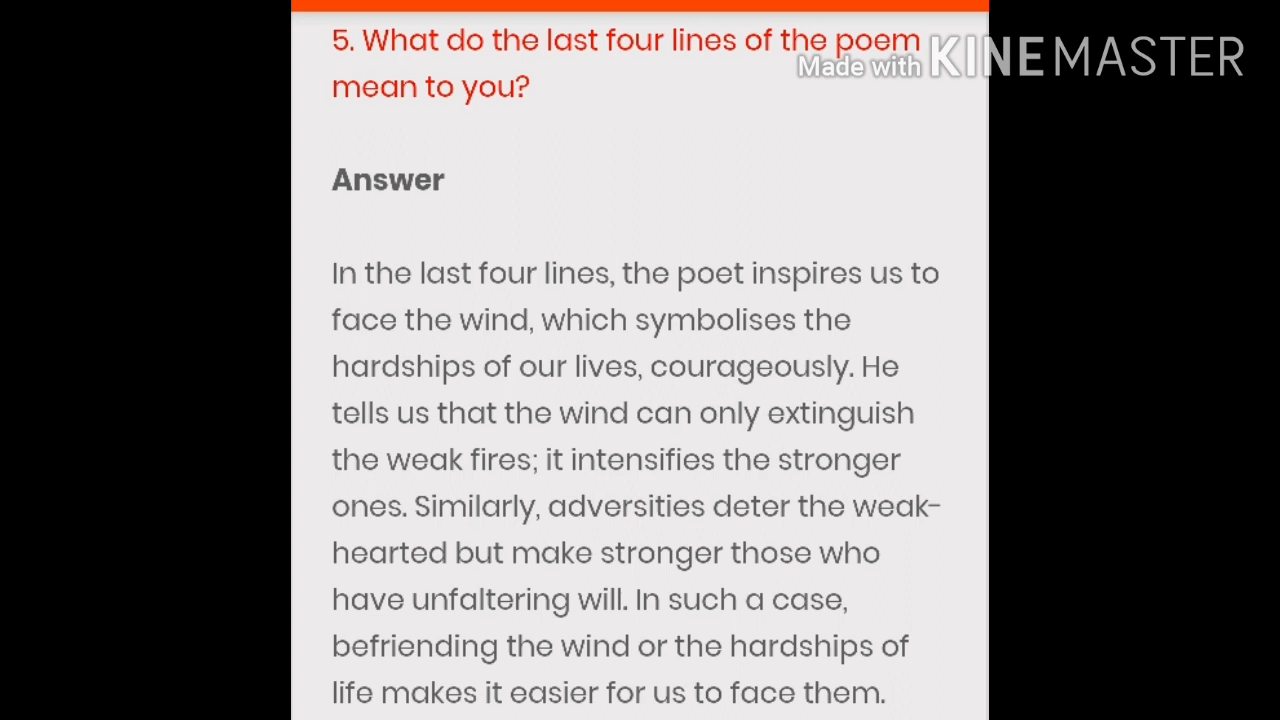 5. What do the last four lines of the poem
mean to you?
Made with KINEMASTER
Answer
In the last four lines, the poet inspires us to
face the wind, which symbolises the
hardships of our lives, courageously. He
tells us that the wind can only extinguish
the weak fires; it intensifies the stronger
ones. Similarly, adversities deter the weak-
hearted but make stronger those who
have unfaltering will. In such a case,
befriending the wind or the hardships of
life makes it easier for us to face them.